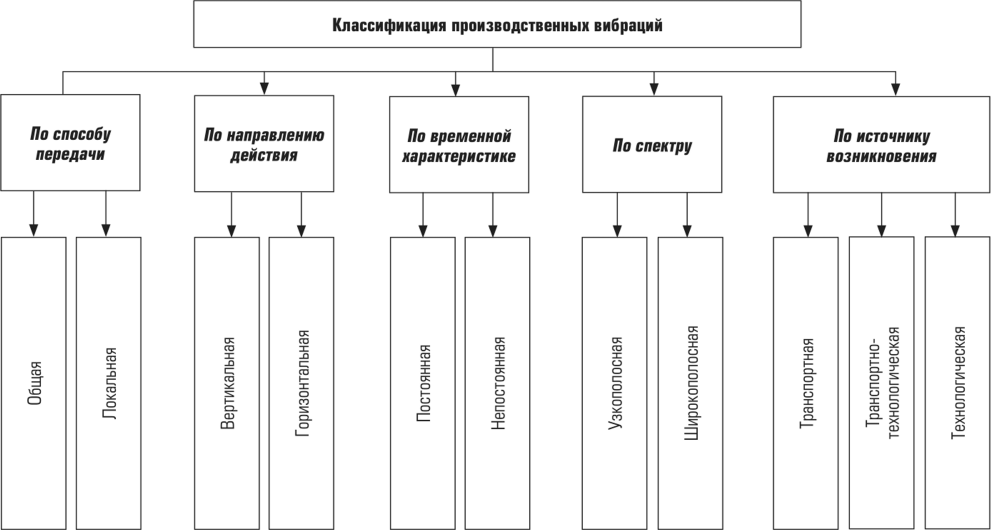 Классификация производственных вибраций
По способу
передачи
По направлению
действия
По временной
характеристике
По спектру
По источнику
возникновения
Общая
Локальная
Вертикальная
Горизонтальная
Постоянная
Непостоянная
Узкополосная
Широкополосная
Транспортная
Транспортно-
технологическая
Технологическая